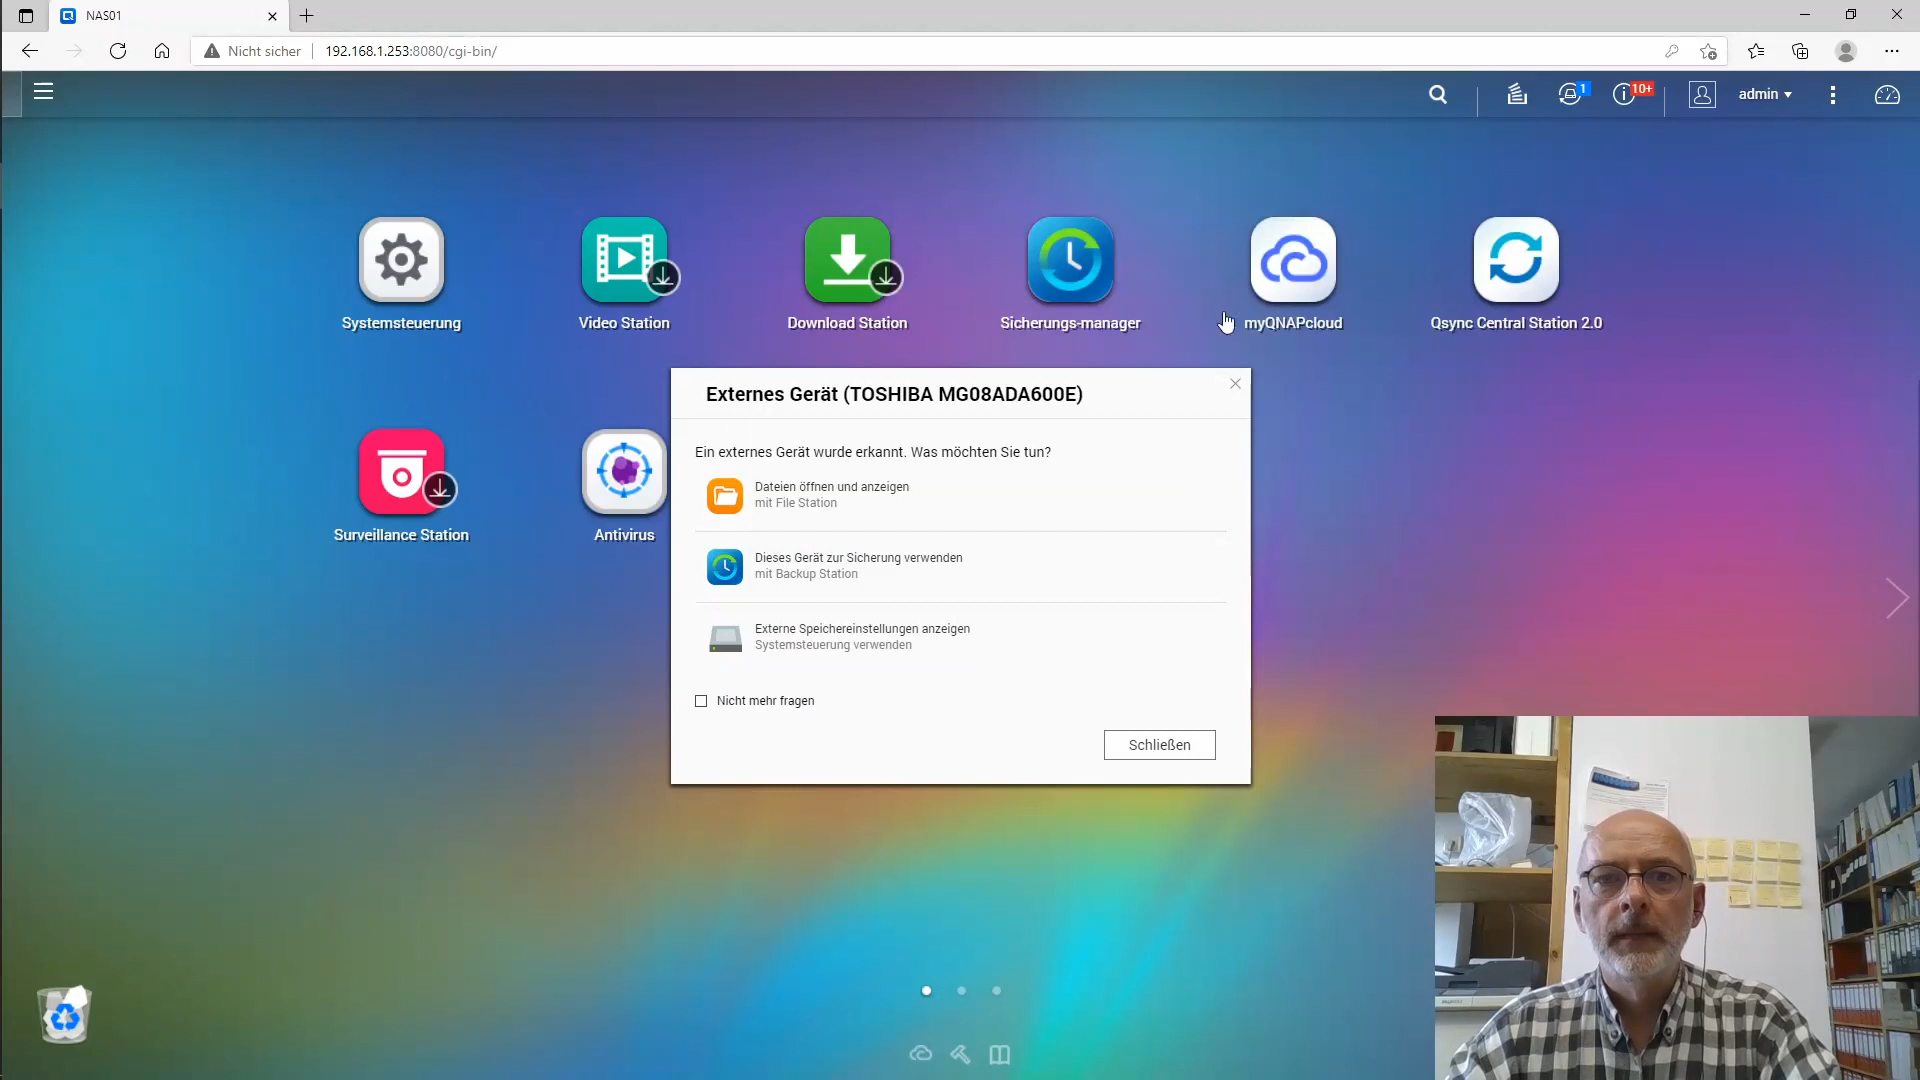 NAS01
Nicht sicher
192.168.1.253:8080/cgi-bin/
1
10+
admin
Systemsteuerung
Video Station
Download Station
Sicherungs-manager
myQNAPcloud
Qsync Central Station 2.0
Surveillance Station
Antivirus
Externes Gerät (TOSHIBA MG08ADA600E)
Ein externes Gerät wurde erkannt. Was möchten Sie tun?
Dateien öffnen und anzeigen
mit File Station
Dieses Gerät zur Sicherung verwenden
mit Backup Station
Externe Speichereinstellungen anzeigen
Systemsteuerung verwenden
Nicht mehr fragen
Schließen